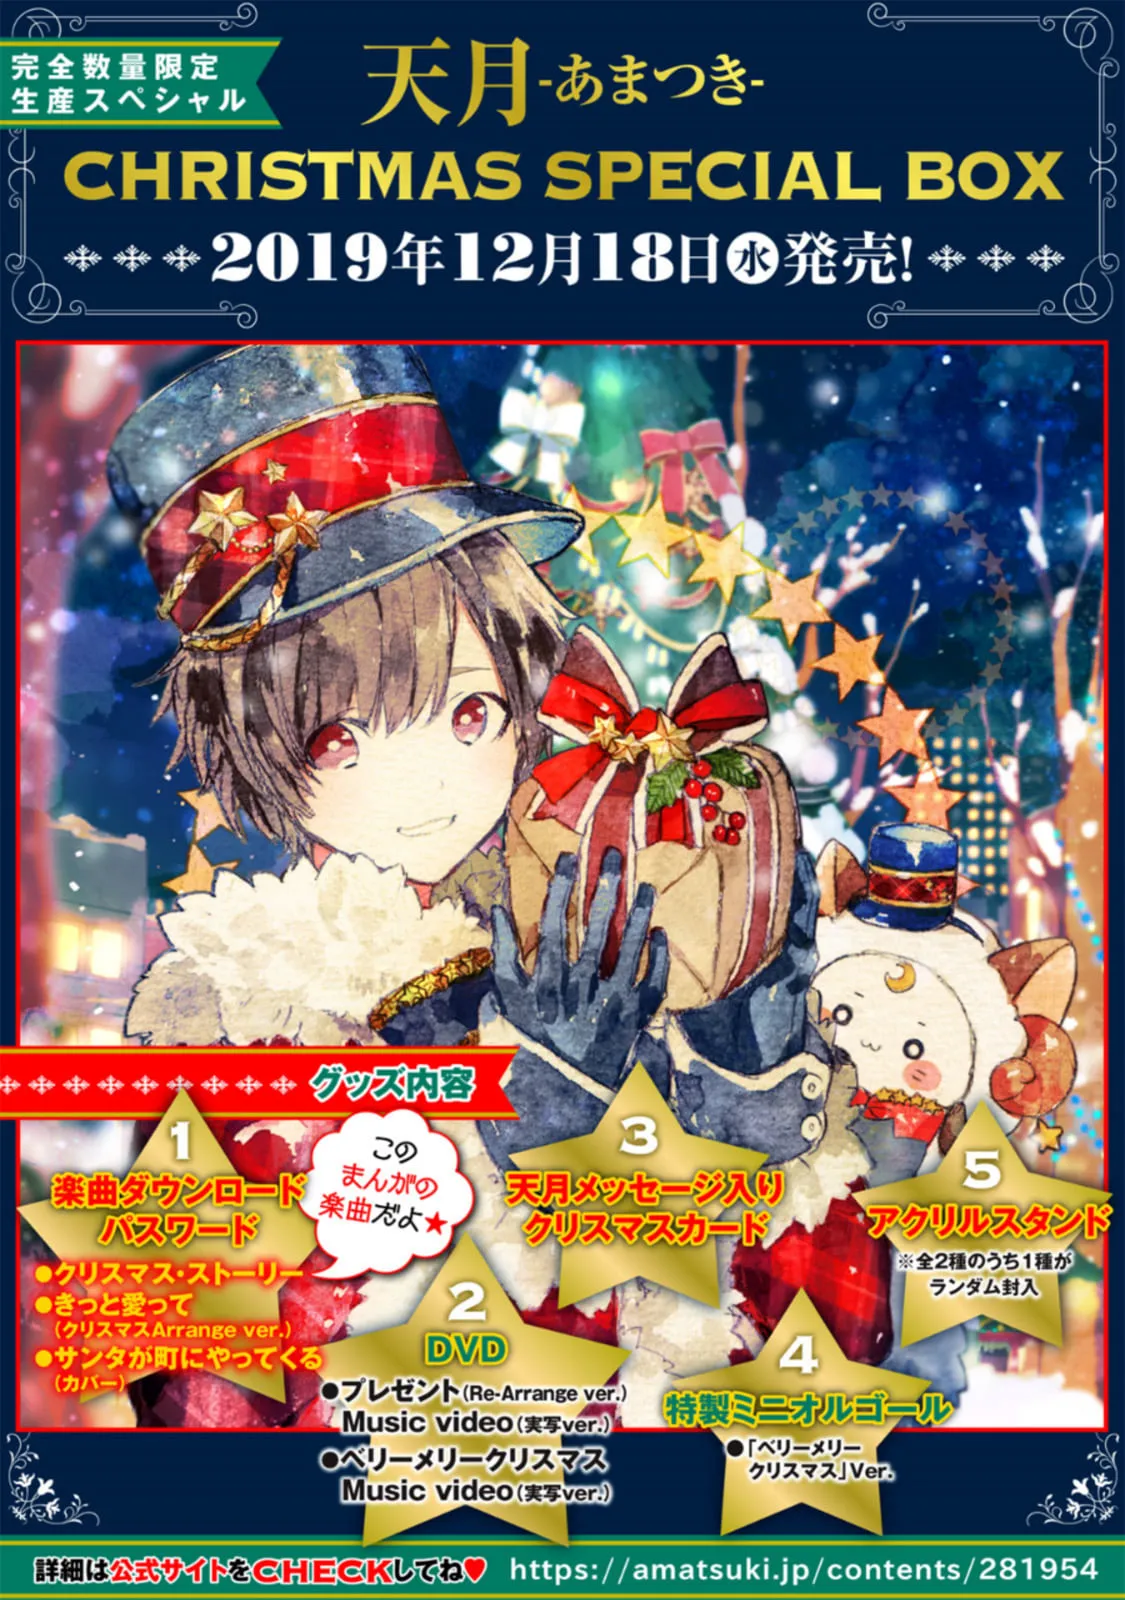 完全数量限定
生産スペシャル
天月-あまつき-
CHRISTMAS SPECIAL BOX
2019年12月18日(水)発売!
グッズ内容
1
楽曲ダウンロード
パスワード
●クリスマス・ストーリー
●きっと愛って
(クリスマスArrange ver.)
●サンタが町にやってくる
(カバー)
この
まんがの
楽曲だよ★
2
DVD
●プレゼント(Re-Arrange ver.)
Music video(実写ver.)
●ベリーメリークリスマス
Music video(実写ver.)
3
天月メッセージ入り
クリスマスカード
4
特製ミニオルゴール
●「ベリーメリー
クリスマス」Ver.
5
アクリルスタンド
※全2種のうち1種が
ランダム封入
詳細は公式サイトをCHECKしてね♥ https://amatsuki.jp/contents/281954